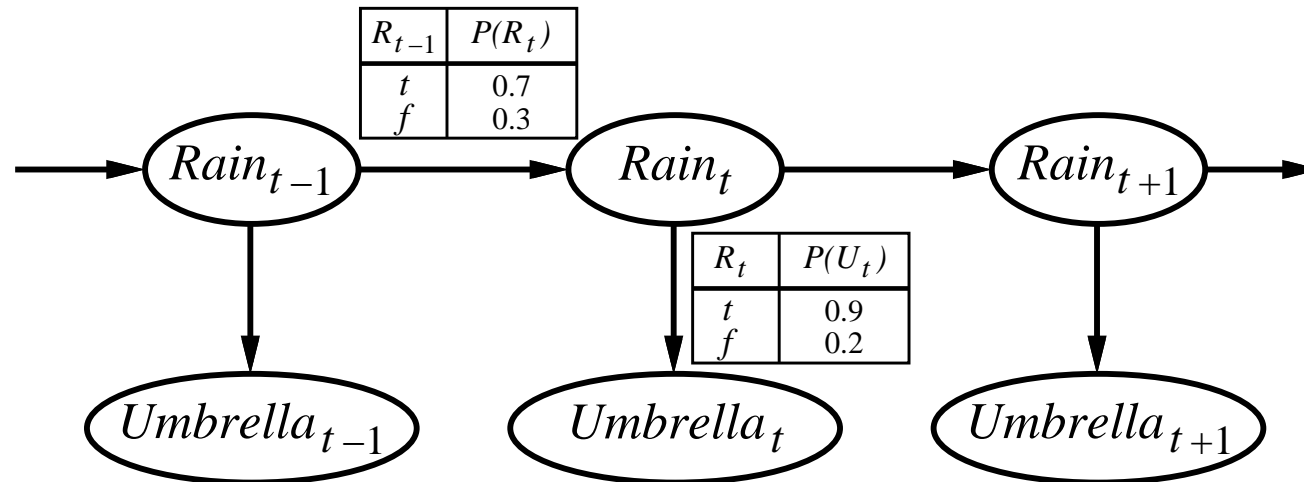 R_{t-1} P(R_t)
t 0.7
f 0.3
Rain_{t-1} Rain_t Rain_{t+1}
R_t P(U_t)
t 0.9
f 0.2
Umbrella_{t-1} Umbrella_t Umbrella_{t+1}